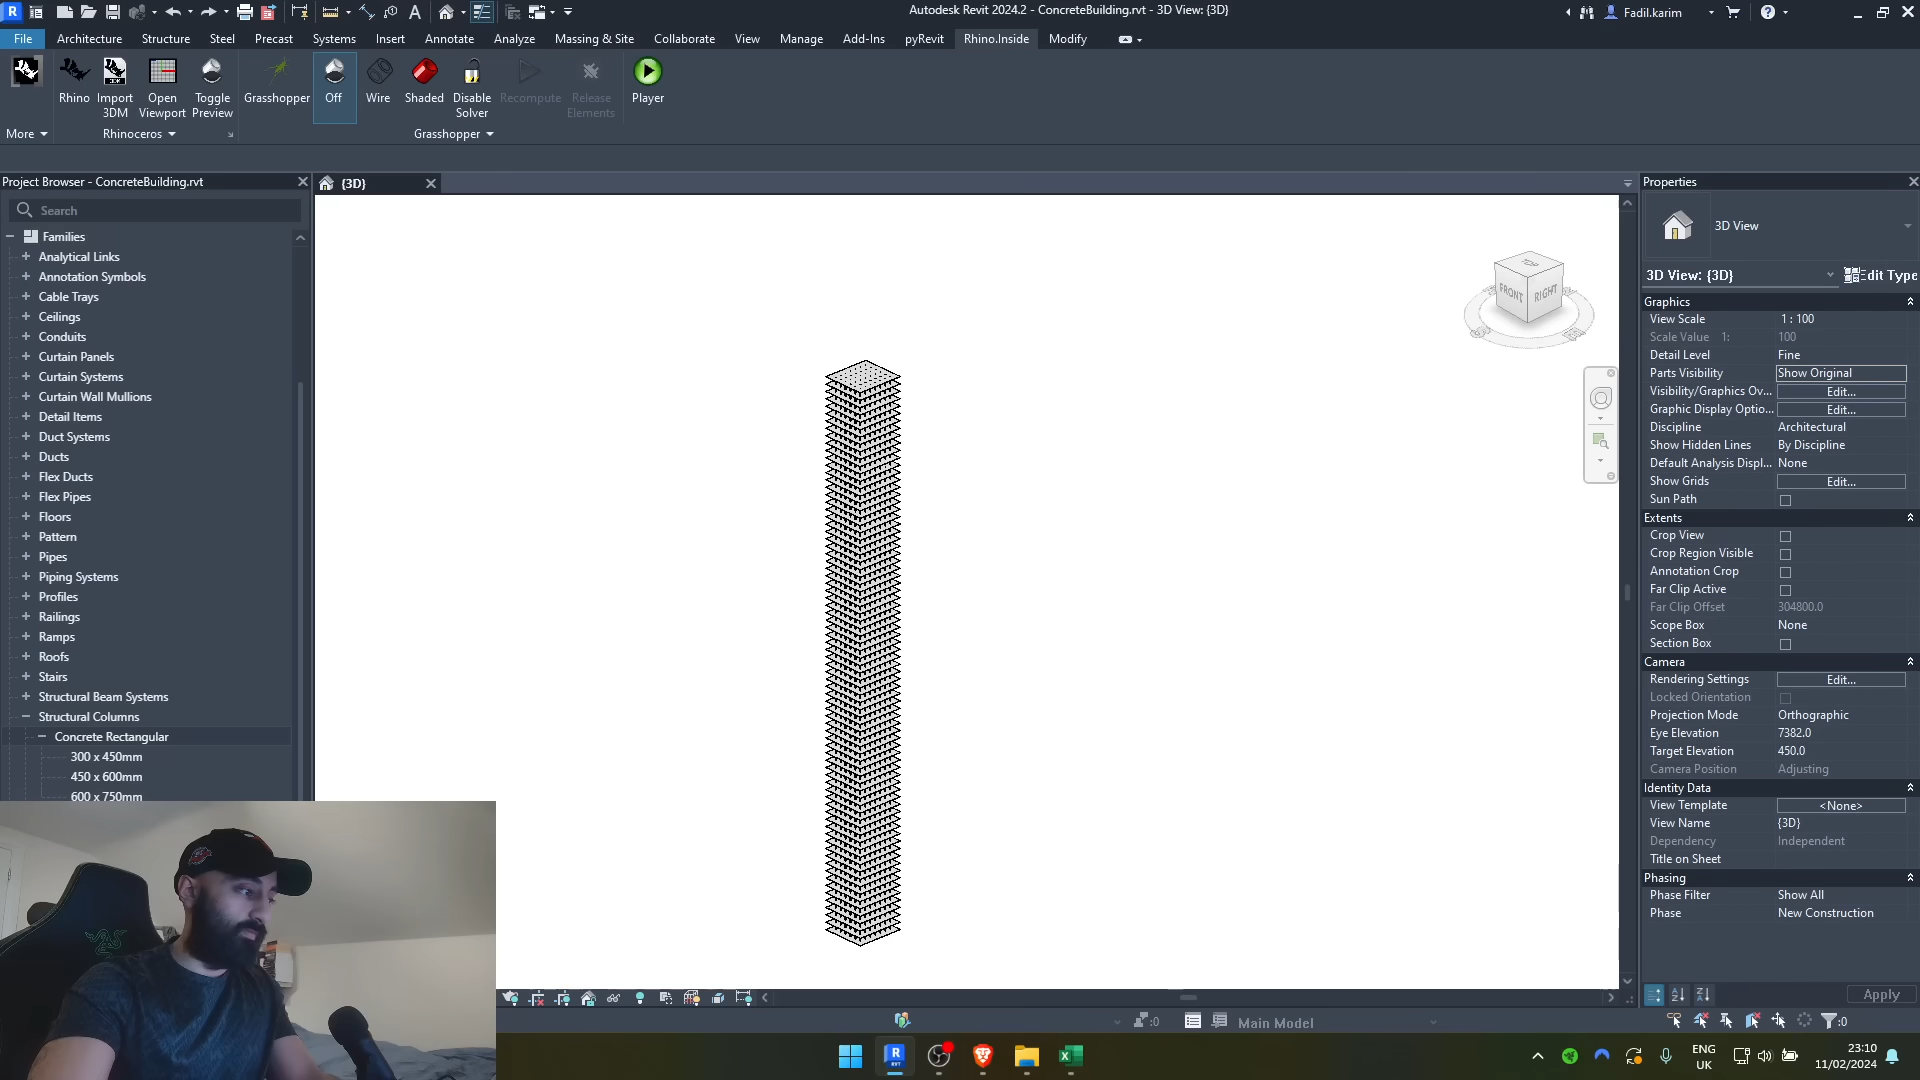 Autodesk Revit 2024.2 - ConcreteBuilding.rvt - 3D View: {3D}
Fadil.karim
File Architecture Structure Steel Precast Systems Insert Annotate Analyze Massing & Site Collaborate View Manage Add-Ins pyRevit Rhino.Inside Modify
Rhino
Import
3DM
Open
Viewport
Toggle
Preview
Grasshopper
Off
Wire
Shaded
Disable
Solver
Recompute
Release
Elements
Player
More
Rhinoceros
Grasshopper
Project Browser - ConcreteBuilding.rvt
Search
Families
Analytical Links
Annotation Symbols
Cable Trays
Ceilings
Conduits
Curtain Panels
Curtain Systems
Curtain Wall Mullions
Detail Items
Duct Systems
Ducts
Flex Ducts
Flex Pipes
Floors
Pattern
Pipes
Piping Systems
Profiles
Railings
Ramps
Roofs
Stairs
Structural Beam Systems
Structural Columns
Concrete Rectangular
300 x 450mm
450 x 600mm
600 x 750mm
{3D}
TOP
FRONT
RIGHT
Properties
3D View
3D View: {3D}
Edit Type
Graphics
View Scale 1 : 100
Scale Value 1: 100
Detail Level Fine
Parts Visibility Show Original
Visibility/Graphics Ov... Edit...
Graphic Display Optio... Edit...
Discipline Architectural
Show Hidden Lines By Discipline
Default Analysis Displ... None
Show Grids Edit...
Sun Path
Extents
Crop View
Crop Region Visible
Annotation Crop
Far Clip Active
Far Clip Offset 304800.0
Scope Box None
Section Box
Camera
Rendering Settings Edit...
Locked Orientation
Projection Mode Orthographic
Eye Elevation 7382.0
Target Elevation 450.0
Camera Position Adjusting
Identity Data
View Template <None>
View Name {3D}
Dependency Independent
Title on Sheet
Phasing
Phase Filter Show All
Phase New Construction
Apply
:0
Main Model
:0
ENG
UK
23:10
11/02/2024